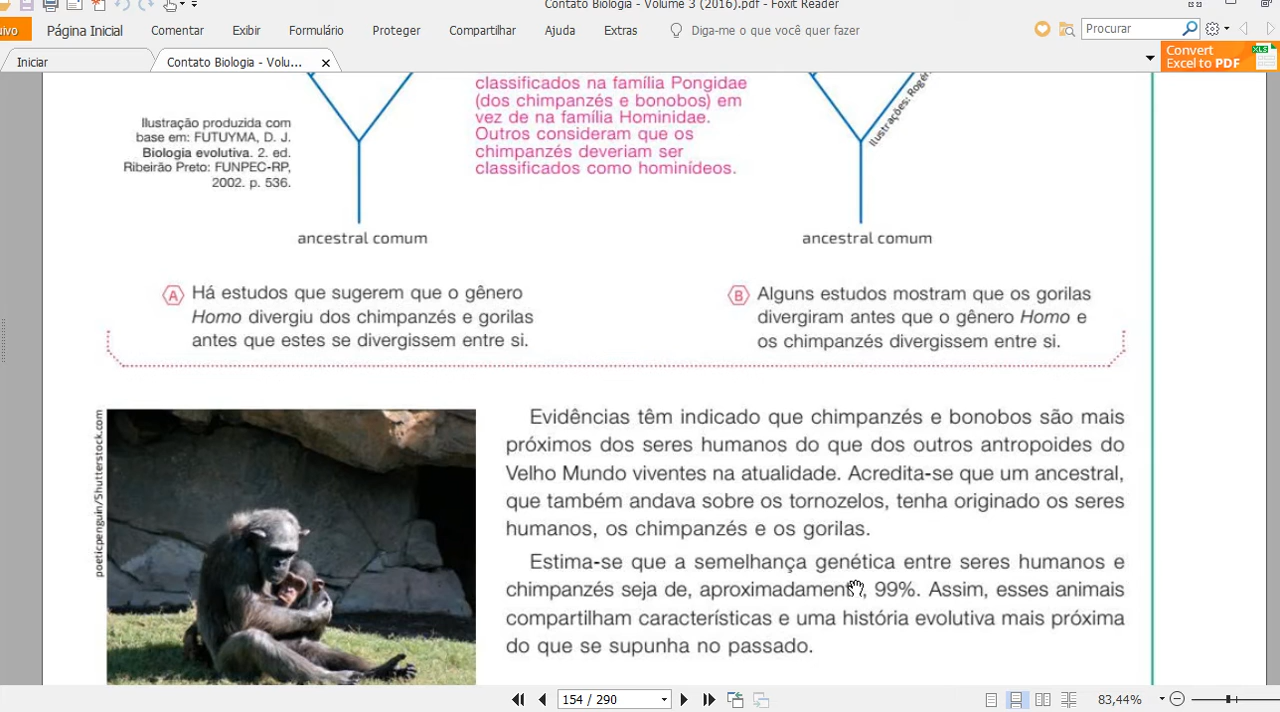 Contato Biologia - Volume 3 (2016).pdf - Foxit Reader
Página Inicial Comentar Exibir Formulário Proteger Compartilhar Ajuda Extras Diga-me o que você quer fazer Procurar
Iniciar Contato Biologia - Volu... x
Convert
Excel to PDF
XLS
classificados na família Pongidae
(dos chimpanzés e bonobos) em
vez de na família Hominidae.
Outros consideram que os
chimpanzés deveriam ser
classificados como hominídeos.
Ilustração produzida com
base em: FUTUYMA, D. J.
Biologia evolutiva. 2. ed.
Ribeirão Preto: FUNPEC-RP,
2002. p. 536.
Ilustrações:
ancestral comum
ancestral comum
A Há estudos que sugerem que o gênero
Homo divergiu dos chimpanzés e gorilas
antes que estes se divergissem entre si.
B Alguns estudos mostram que os gorilas
divergiram antes que o gênero Homo e
os chimpanzés divergissem entre si.
poeticpenguin/Shutterstock.com
Evidências têm indicado que chimpanzés e bonobos são mais
próximos dos seres humanos do que dos outros antropoides do
Velho Mundo viventes na atualidade. Acredita-se que um ancestral,
que também andava sobre os tornozelos, tenha originado os seres
humanos, os chimpanzés e os gorilas.
Estima-se que a semelhança genética entre seres humanos e
chimpanzés seja de, aproximadamente, 99%. Assim, esses animais
compartilham características e uma história evolutiva mais próxima
do que se supunha no passado.
154 / 290
83,44%